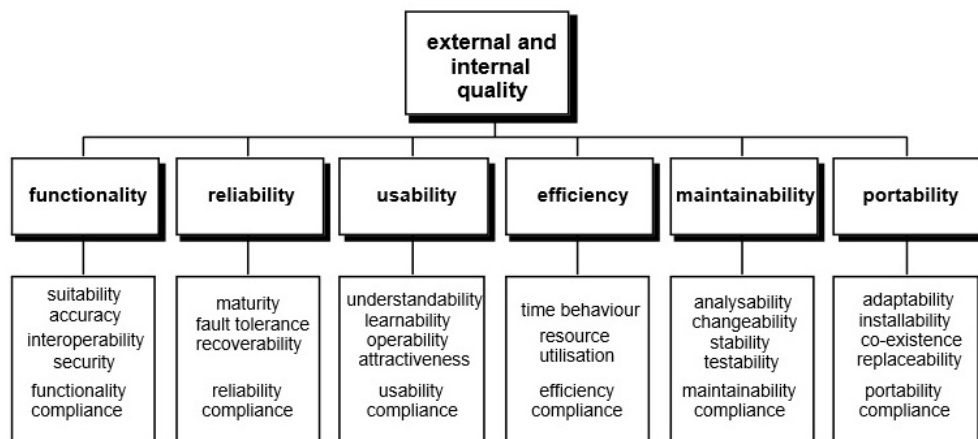 external and
internal
quality
functionality
reliability
usability
efficiency
maintainability
portability
suitability
accuracy
interoperability
security
functionality
compliance
maturity
fault tolerance
recoverability
reliability
compliance
understandability
learnability
operability
attractiveness
usability
compliance
time behaviour
resource
utilisation
efficiency
compliance
analysability
changeability
stability
testability
maintainability
compliance
adaptability
installability
co-existence
replaceability
portability
compliance